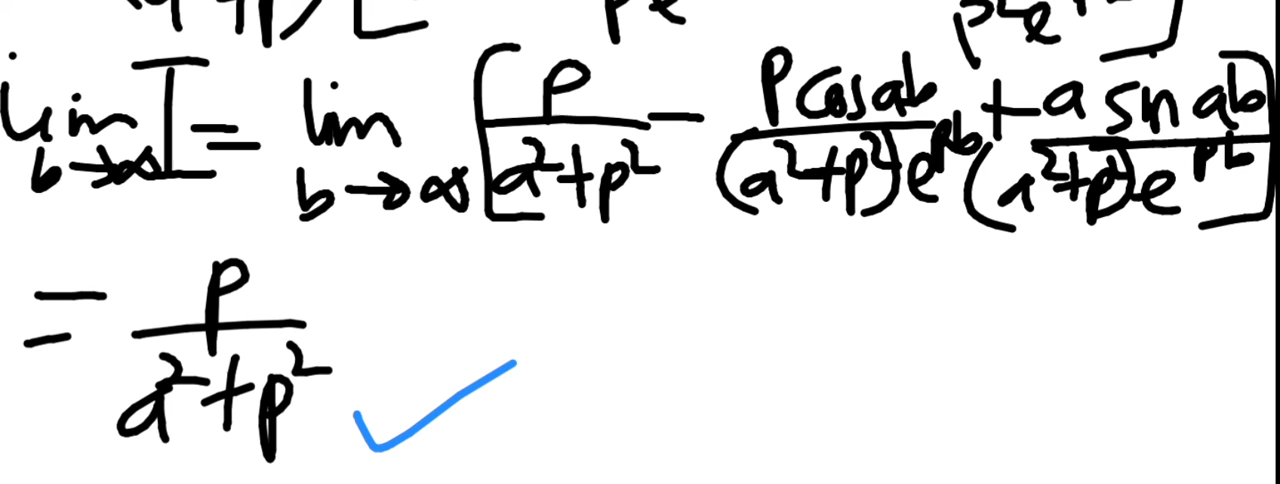 lim b→∞ I = lim b→∞ [ p/(a²+p²) − p cos ab/((a²+p²)e^{pb}) + a sin ab/((a²+p²)e^{pb}) ]
= p/(a²+p²) ✓